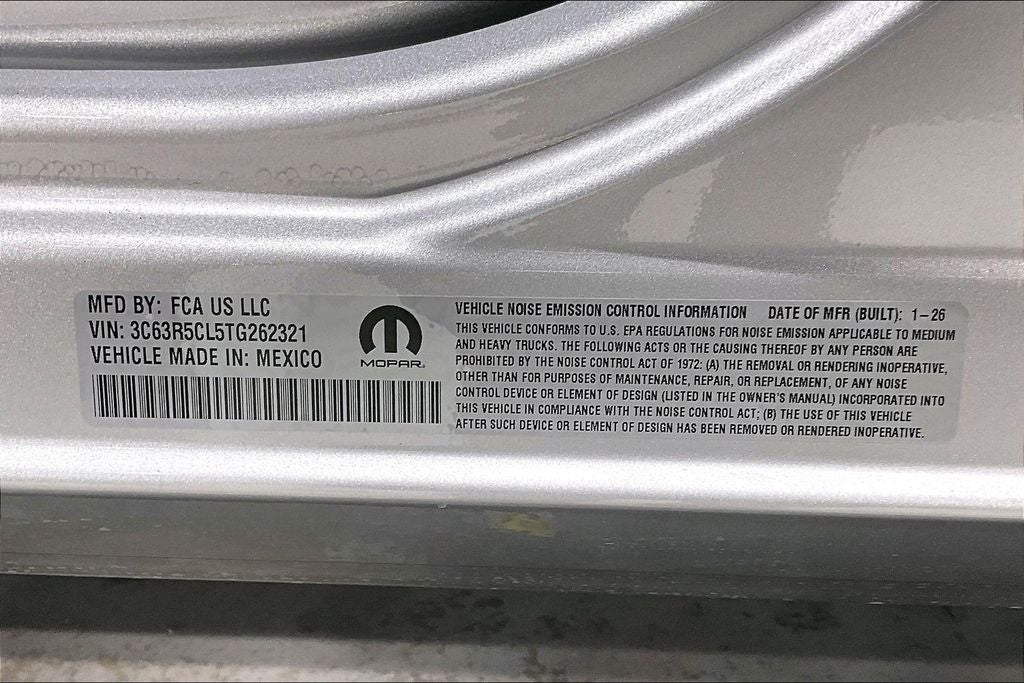 MFD BY: FCA US LLC
VIN: 3C63R5CL5TG262321
VEHICLE MADE IN: MEXICO
MOPAR®
VEHICLE NOISE EMISSION CONTROL INFORMATION DATE OF MFR (BUILT): 1–26
THIS VEHICLE CONFORMS TO U.S. EPA REGULATIONS FOR NOISE EMISSION APPLICABLE TO MEDIUM
AND HEAVY TRUCKS. THE FOLLOWING ACTS OR THE CAUSING THEREOF BY ANY PERSON ARE
PROHIBITED BY THE NOISE CONTROL ACT OF 1972: (A) THE REMOVAL OR RENDERING INOPERATIVE,
OTHER THAN FOR PURPOSES OF MAINTENANCE, REPAIR, OR REPLACEMENT, OF ANY NOISE
CONTROL DEVICE OR ELEMENT OF DESIGN (LISTED IN THE OWNER'S MANUAL) INCORPORATED INTO
THIS VEHICLE IN COMPLIANCE WITH THE NOISE CONTROL ACT; (B) THE USE OF THIS VEHICLE
AFTER SUCH DEVICE OR ELEMENT OF DESIGN HAS BEEN REMOVED OR RENDERED INOPERATIVE.